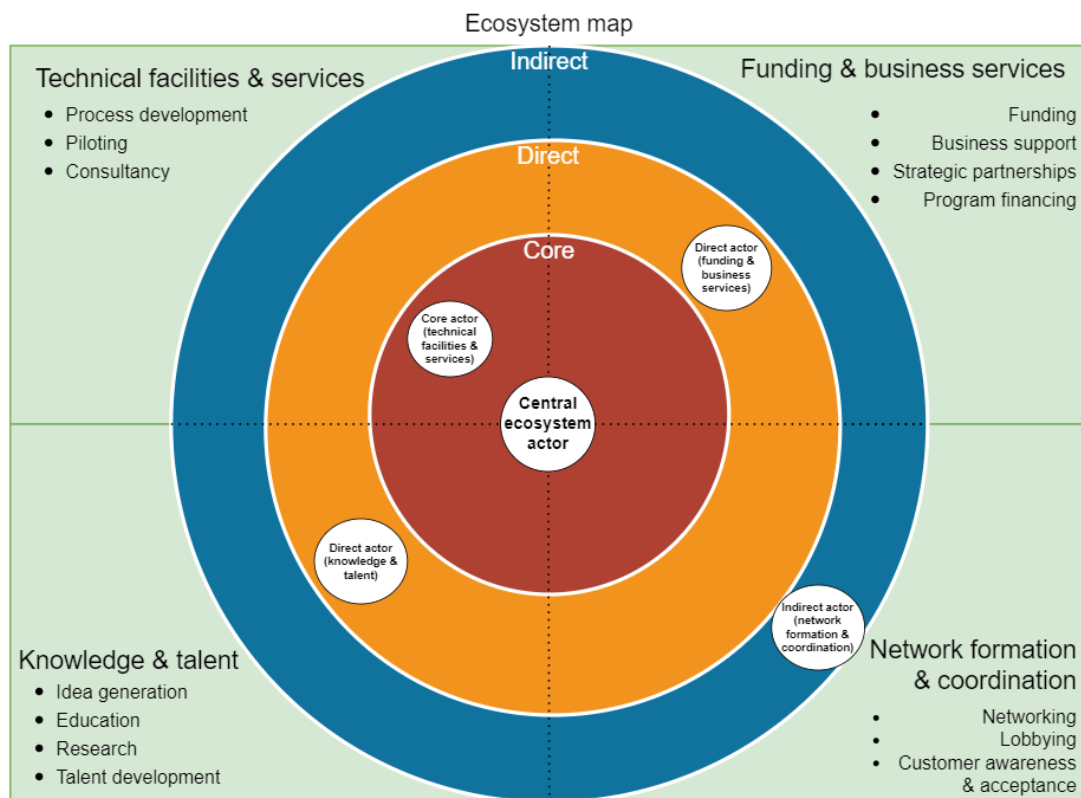 Ecosystem map
Technical facilities & services
• Process development
• Piloting
• Consultancy
Funding & business services
• Funding
• Business support
• Strategic partnerships
• Program financing
Indirect
Direct
Core
Direct actor
(funding &
business
services)
Core actor
(technical
facilities &
services)
Central
ecosystem
actor
Direct actor
(knowledge &
talent)
Indirect actor
(network
formation &
coordination)
Knowledge & talent
• Idea generation
• Education
• Research
• Talent development
Network formation
& coordination
• Networking
• Lobbying
• Customer awareness
& acceptance